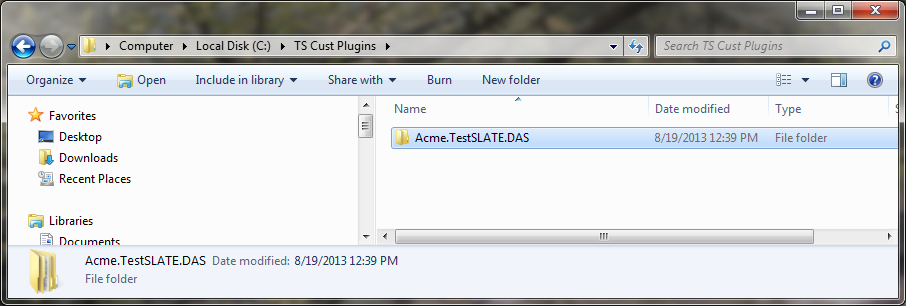 Computer ▸ Local Disk (C:) ▸ TS Cust Plugins ▸
Search TS Cust Plugins
Organize Open Include in library Share with Burn New folder
Favorites
Desktop
Downloads
Recent Places
Libraries
Documents
Name Date modified Type S
Acme.TestSLATE.DAS 8/19/2013 12:39 PM File folder
Acme.TestSLATE.DAS Date modified: 8/19/2013 12:39 PM
File folder